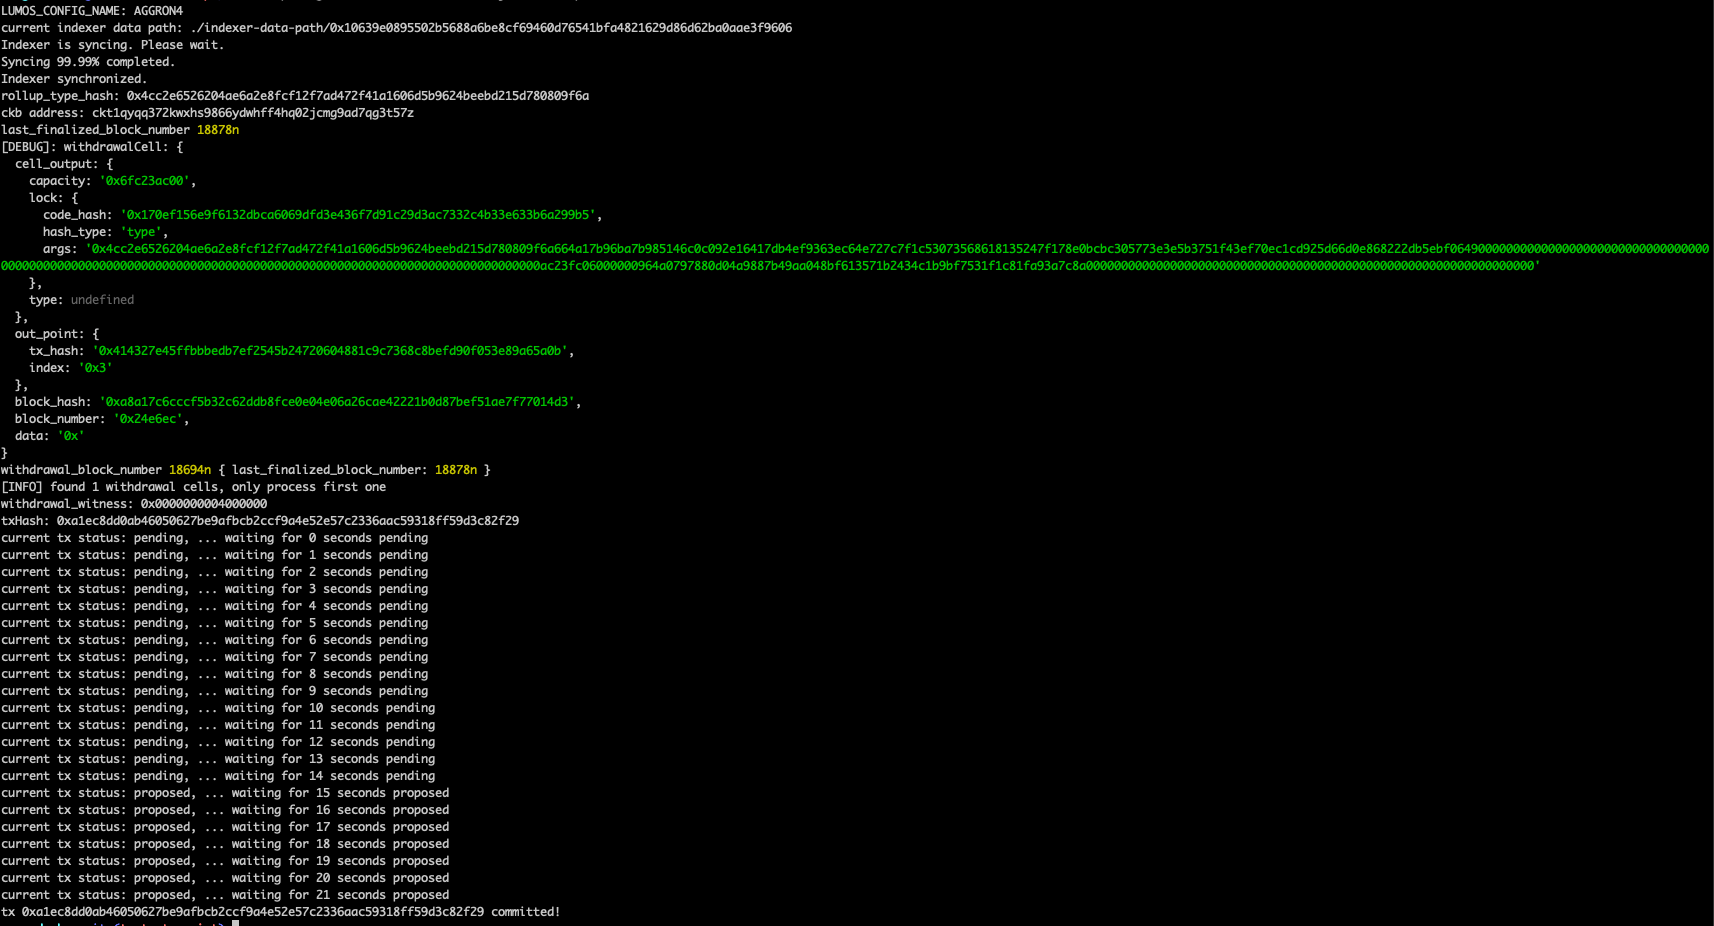 LUMOS_CONFIG_NAME: AGGRON4
current indexer data path: ./indexer-data-path/0x10639e0895502b5688a6be8cf69460d76541bfa4821629d86d62ba0aae3f9606
Indexer is syncing. Please wait.
Syncing 99.99% completed.
Indexer synchronized.
rollup_type_hash: 0x4cc2e6526204ae6a2e8fcf12f7ad472f41a1606d5b9624beebd215d780809f6a
ckb address: ckt1qyqq372kwxhs9866ydwhff4hq02jcmg9ad7qg3t57z
last_finalized_block_number 18878n
[DEBUG]: withdrawalCell: {
  cell_output: {
    capacity: '0x6fc23ac00',
    lock: {
      code_hash: '0x170ef156e9f6132dbca6069dfd3e436f7d91c29d3ac7332c4b33e633b6a299b5',
      hash_type: 'type',
      args: '0x4cc2e6526204ae6a2e8fcf12f7ad472f41a1606d5b9624beebd215d780809f6a664a17b96ba7b985146c0c092e16417db4ef9363ec64e727c7f1c53073568618135247f178e0bcbc305773e3e5b3751f43ef70ec1cd925d66d0e868222db5ebf0649000000000000000000000000000000000
00000000000000000000000000000000000000000000000000000000000000000000000000000ac23fc06000000964a0797880d04a9887b49aa048bf613571b2434c1b9bf7531f1c81fa93a7c8a0000000000000000000000000000000000000000000000000000000000000000'
    },
    type: undefined
  },
  out_point: {
    tx_hash: '0x414327e45ffbbbedb7ef2545b24720604881c9c7368c8befd90f053e89a65a0b',
    index: '0x3'
  },
  block_hash: '0xa8a17c6cccf5b32c62ddb8fce0e04e06a26cae42221b0d87bef51ae7f77014d3',
  block_number: '0x24e6ec',
  data: '0x'
}
withdrawal_block_number 18694n { last_finalized_block_number: 18878n }
[INFO] found 1 withdrawal cells, only process first one
withdrawal_witness: 0x0000000004000000
txHash: 0xa1ec8dd0ab46050627be9afbcb2ccf9a4e52e57c2336aac59318ff59d3c82f29
current tx status: pending, ... waiting for 0 seconds pending
current tx status: pending, ... waiting for 1 seconds pending
current tx status: pending, ... waiting for 2 seconds pending
current tx status: pending, ... waiting for 3 seconds pending
current tx status: pending, ... waiting for 4 seconds pending
current tx status: pending, ... waiting for 5 seconds pending
current tx status: pending, ... waiting for 6 seconds pending
current tx status: pending, ... waiting for 7 seconds pending
current tx status: pending, ... waiting for 8 seconds pending
current tx status: pending, ... waiting for 9 seconds pending
current tx status: pending, ... waiting for 10 seconds pending
current tx status: pending, ... waiting for 11 seconds pending
current tx status: pending, ... waiting for 12 seconds pending
current tx status: pending, ... waiting for 13 seconds pending
current tx status: pending, ... waiting for 14 seconds pending
current tx status: proposed, ... waiting for 15 seconds proposed
current tx status: proposed, ... waiting for 16 seconds proposed
current tx status: proposed, ... waiting for 17 seconds proposed
current tx status: proposed, ... waiting for 18 seconds proposed
current tx status: proposed, ... waiting for 19 seconds proposed
current tx status: proposed, ... waiting for 20 seconds proposed
current tx status: proposed, ... waiting for 21 seconds proposed
tx 0xa1ec8dd0ab46050627be9afbcb2ccf9a4e52e57c2336aac59318ff59d3c82f29 committed!